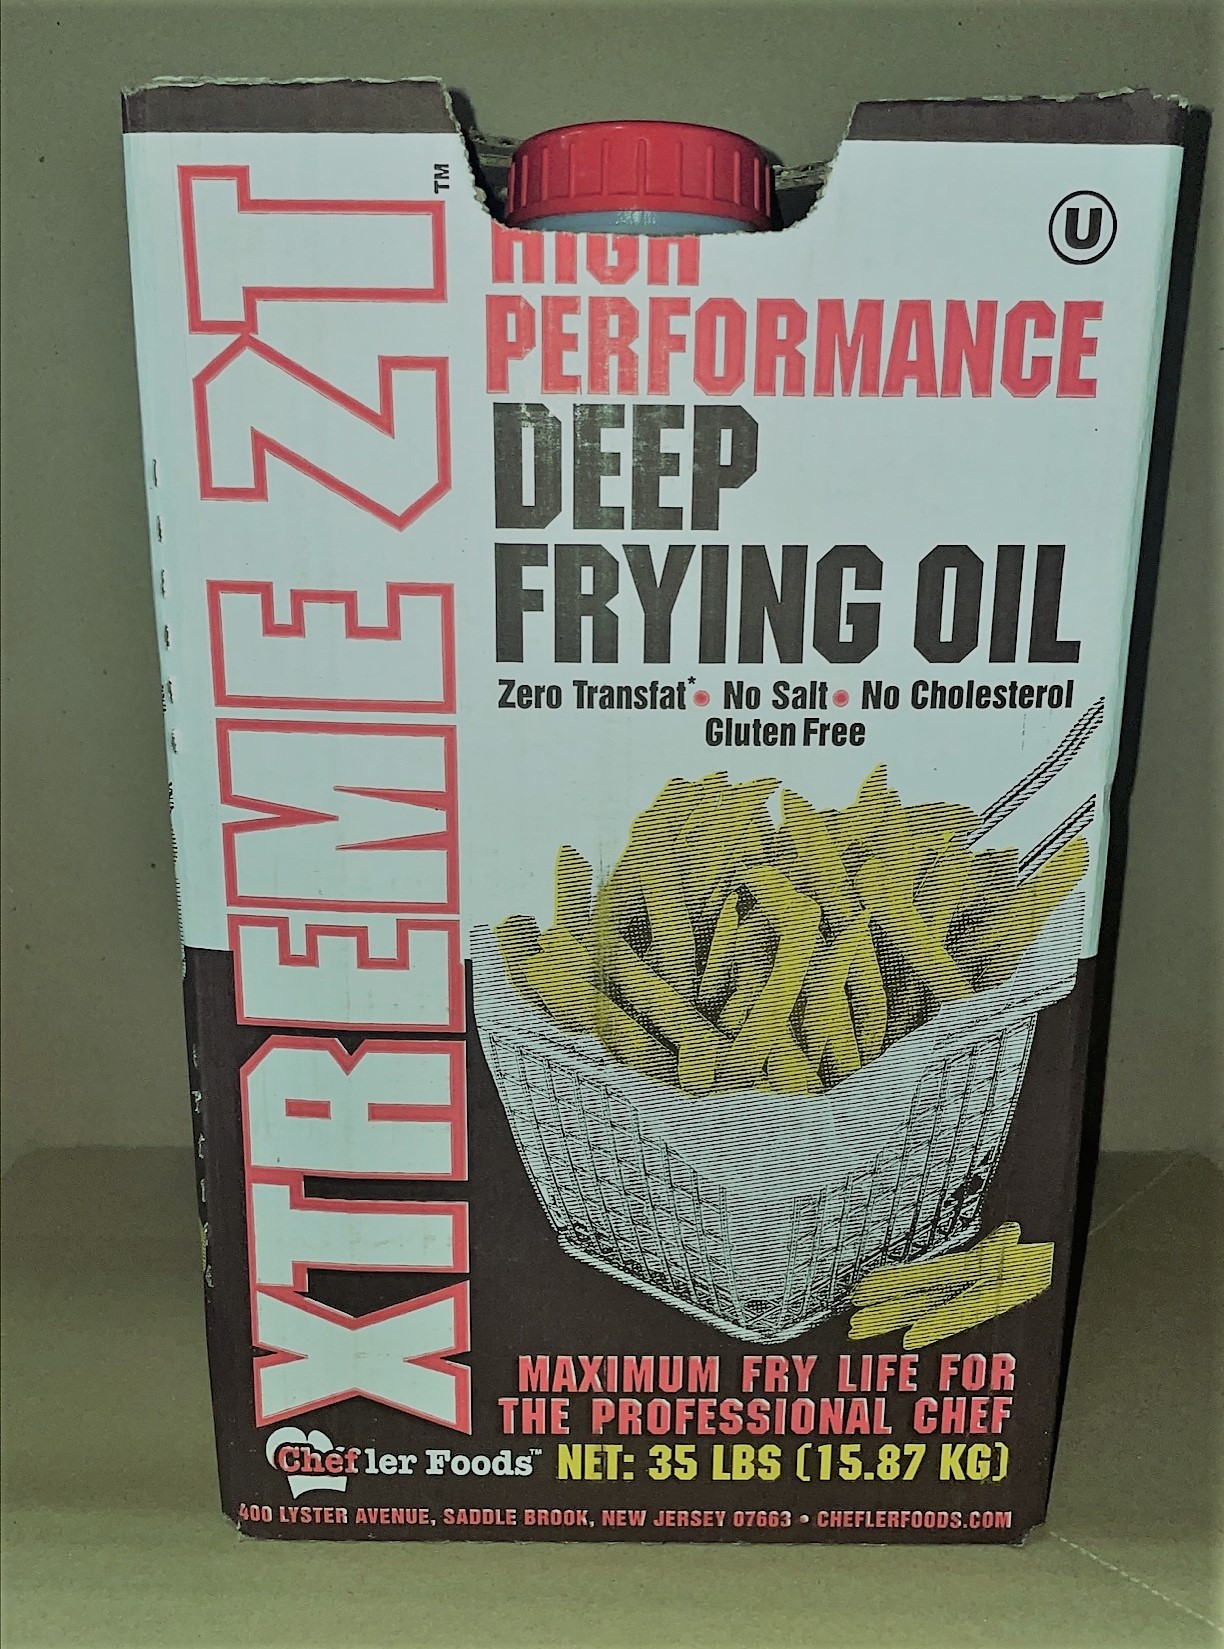 XTREME ZT™
U
HIGH
PERFORMANCE
DEEP
FRYING OIL
Zero Transfat* • No Salt • No Cholesterol
Gluten Free
MAXIMUM FRY LIFE FOR
THE PROFESSIONAL CHEF
Chefler Foods™ NET: 35 LBS (15.87 KG)
400 LYSTER AVENUE, SADDLE BROOK, NEW JERSEY 07663 • CHEFLERFOODS.COM